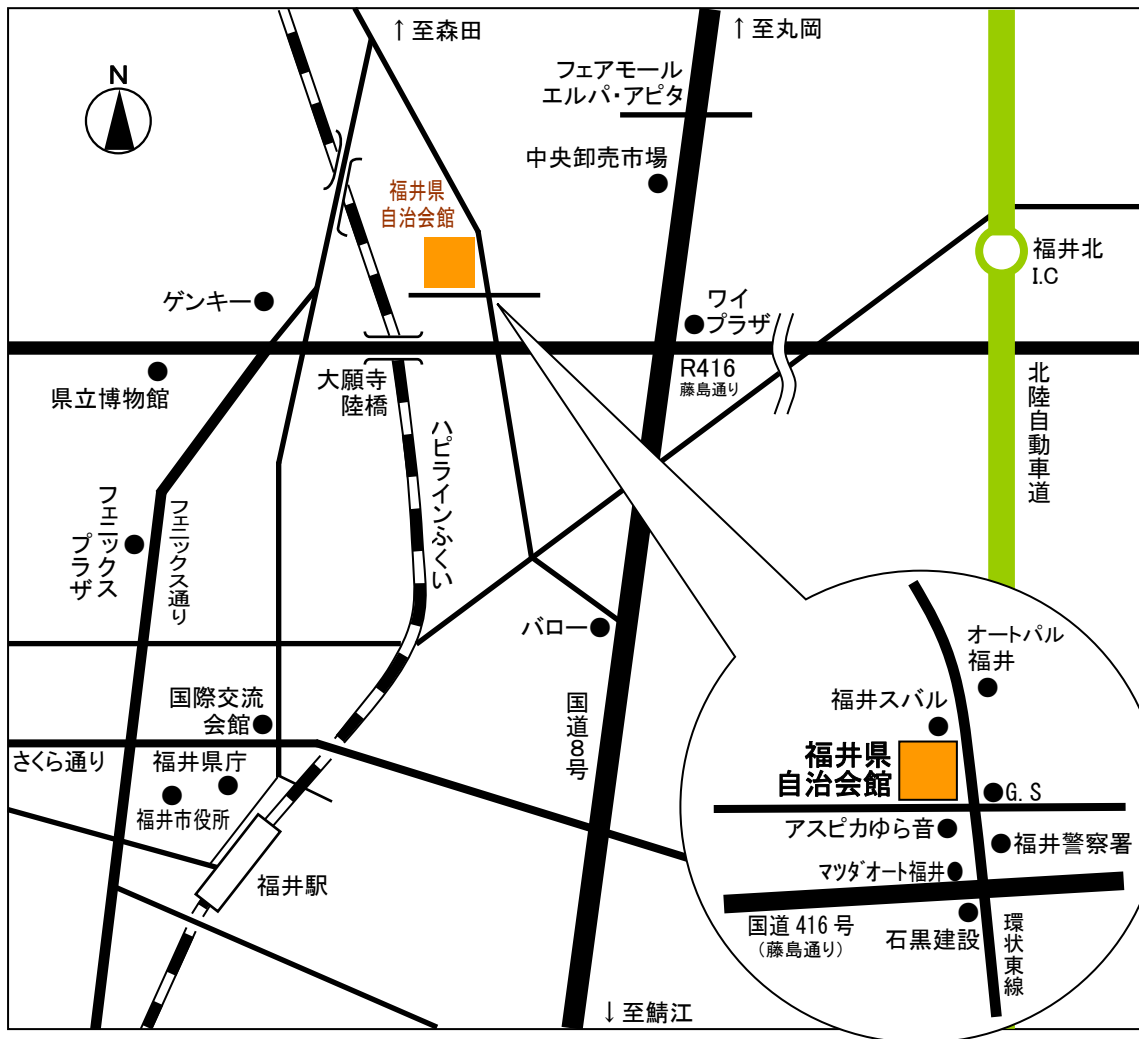 ↑至森田
↑至丸岡
N
フェアモール
エルパ・アピタ
中央卸売市場
福井県
自治会館
福井北
I.C
ゲンキー
ワイ
プラザ
R416
藤島通り
県立博物館
大願寺
陸橋
北陸自動車道
ハピラインふくい
フェニックス
プラザ
フェニックス通り
バロー
国道8号
国際交流
会館
さくら通り
福井県庁
福井市役所
福井駅
↓至鯖江
オートパル
福井
福井スバル
福井県
自治会館
G.S
アスピカゆら音
福井警察署
マツダオート福井
国道416号
(藤島通り)
石黒建設
環状東線